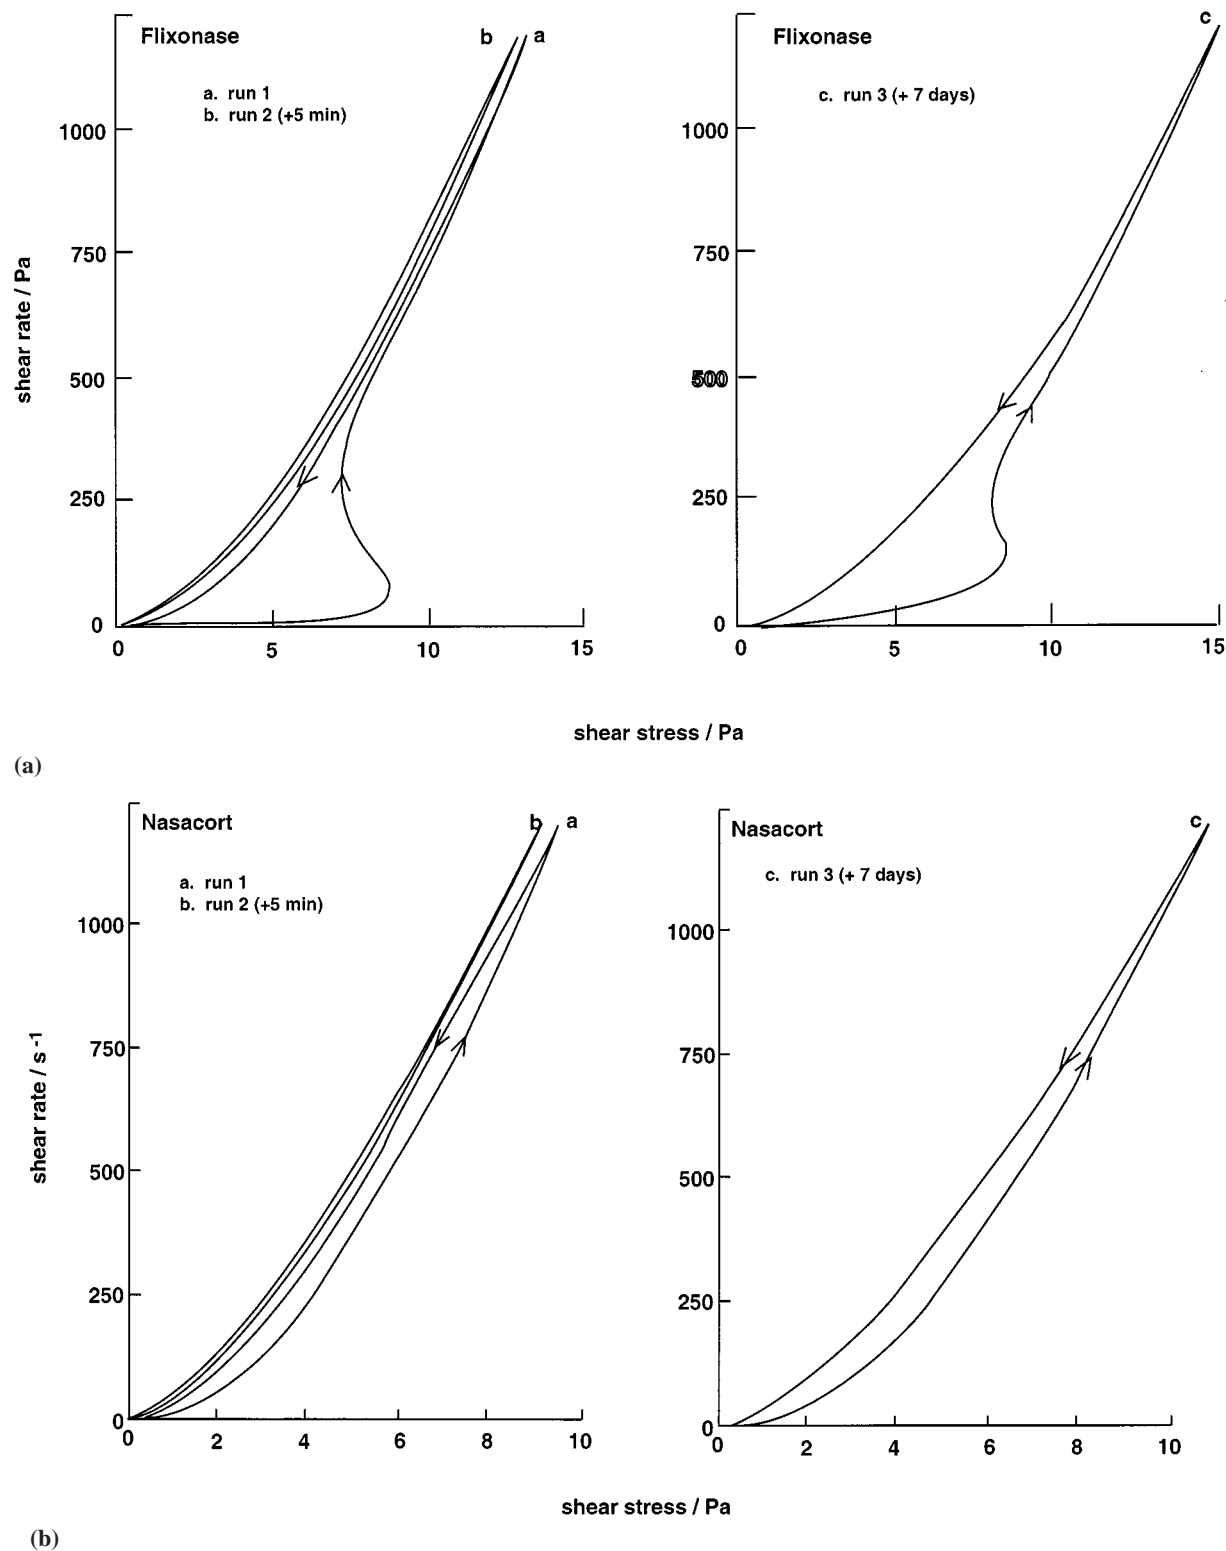 Flixonase
b a
a. run 1
b. run 2 (+5 min)
1000
750
500
250
0
0 5 10 15
shear rate / Pa
Flixonase
c
c. run 3 (+ 7 days)
1000
750
500
250
0
0 5 10 15
shear stress / Pa
(a)
Nasacort
b a
a. run 1
b. run 2 (+5 min)
1000
750
500
250
0
0 2 4 6 8 10
shear rate / s-1
Nasacort
c
c. run 3 (+ 7 days)
1000
750
500
250
0
0 2 4 6 8 10
shear stress / Pa
(b)